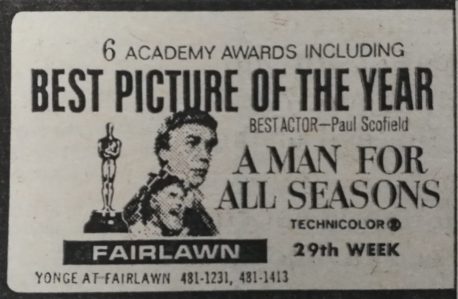 6 ACADEMY AWARDS INCLUDING
BEST PICTURE OF THE YEAR
BEST ACTOR—Paul Scofield
A MAN FOR
ALL SEASONS
TECHNICOLOR®
FAIRLAWN
29th WEEK
YONGE AT FAIRLAWN 481-1231, 481-1413